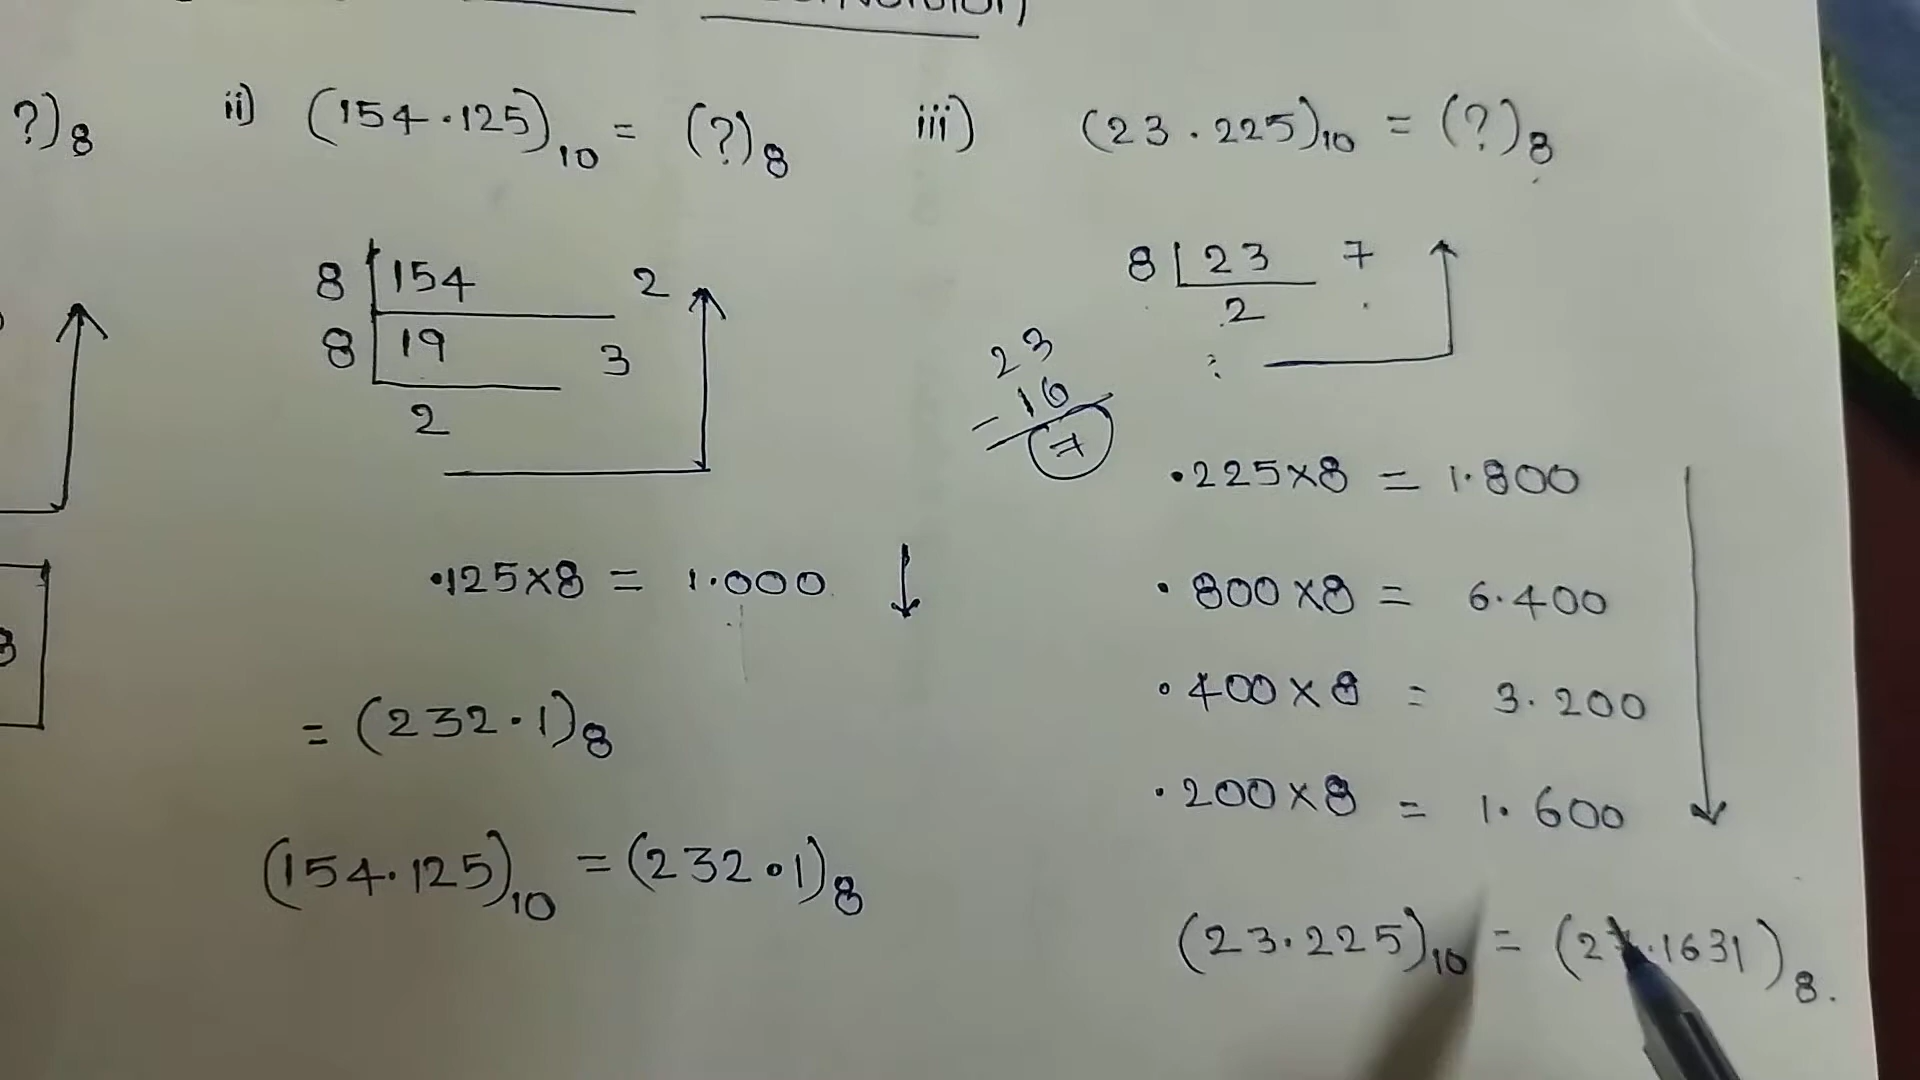 ?)8
3
ii) (154.125)10 = (?)8
8 154 2
8 19 3
2
.125×8 = 1.000
= (232.1)8
(154.125)10 = (232.1)8
iii) (23.225)10 = (?)8
8 23 7
2
23
- 16
7
.225×8 = 1.800
.800×8 = 6.400
.400×8 = 3.200
.200×8 = 1.600
(23.225)10 = (27.1631)8.